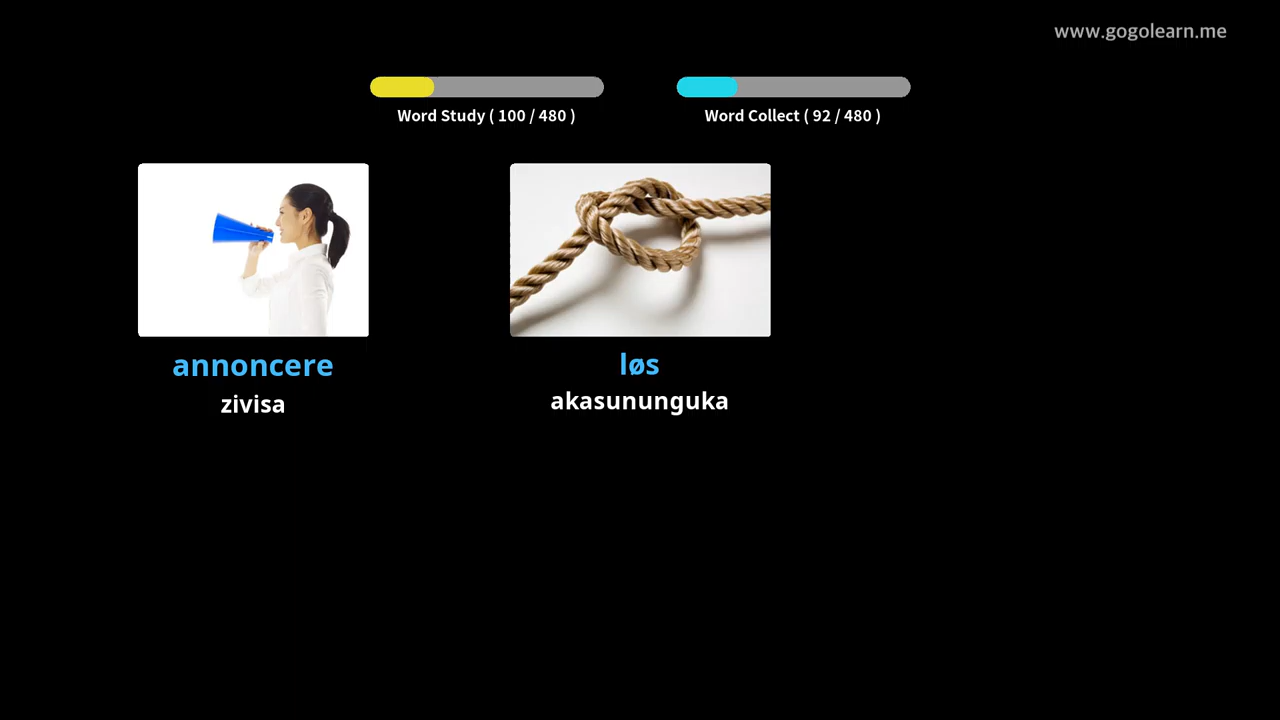 www.gogolearn.me
Word Study ( 100 / 480 )
Word Collect ( 92 / 480 )
annoncere
zivisa
løs
akasununguka